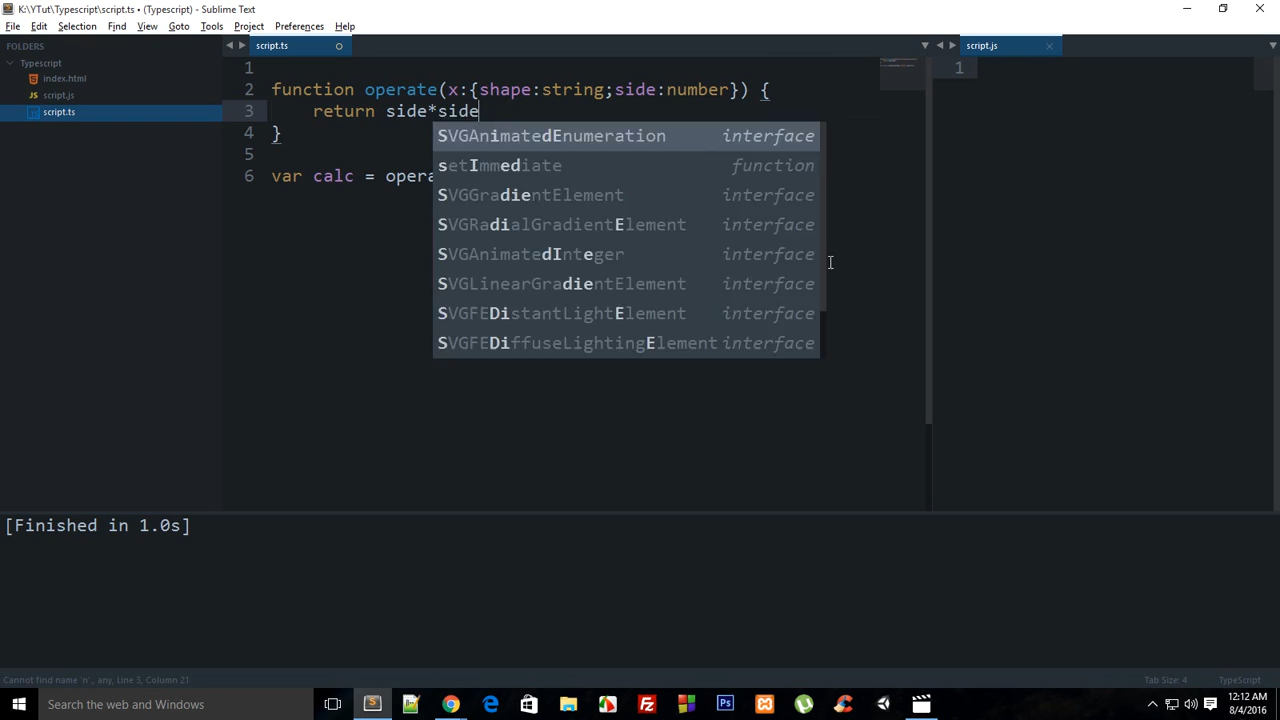 K:\YTut\Typescript\script.ts • (Typescript) - Sublime Text
File Edit Selection Find View Goto Tools Project Preferences Help
FOLDERS
Typescript
index.html
script.js
script.ts
script.ts
script.js
1
2 function operate(x:{shape:string;side:number}) {
3 return side*side
4 }
5
6 var calc = opera
SVGAnimatedEnumeration interface
setImmediate function
SVGGradientElement interface
SVGRadialGradientElement interface
SVGAnimatedInteger interface
SVGLinearGradientElement interface
SVGFEDistantLightElement interface
SVGFEDiffuseLightingElement interface
1
[Finished in 1.0s]
Cannot find name 'n'., any, Line 3, Column 21
Tab Size: 4 TypeScript
Search the web and Windows
12:12 AM
8/4/2016